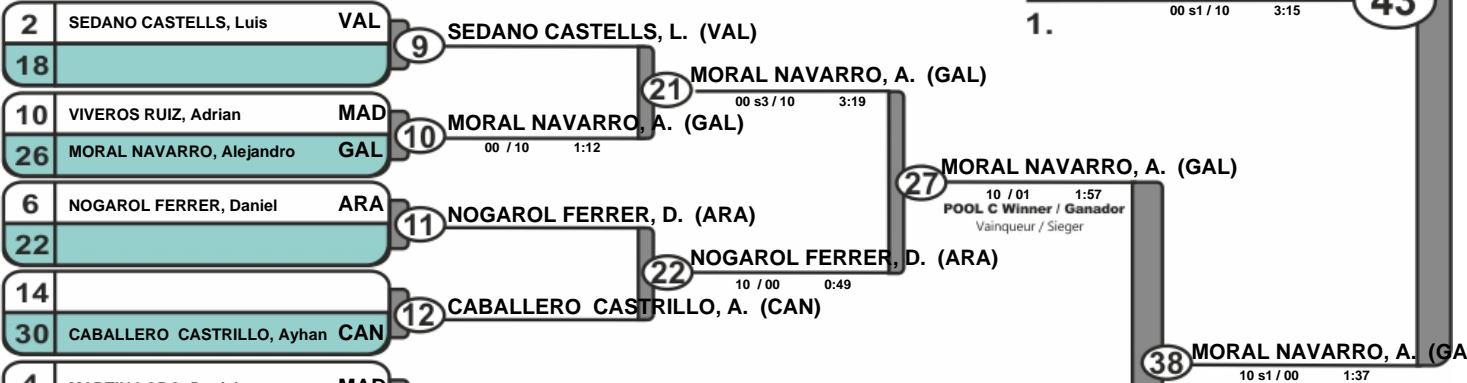 2 SEDANO CASTELLS, Luis VAL
18
10 VIVEROS RUIZ, Adrian MAD
26 MORAL NAVARRO, Alejandro GAL
6 NOGAROL FERRER, Daniel ARA
22
14
30 CABALLERO CASTRILLO, Ayhan CAN
4
MAD
9 SEDANO CASTELLS, L. (VAL)
10 MORAL NAVARRO, A. (GAL)
00 / 10 1:12
11 NOGAROL FERRER, D. (ARA)
12 CABALLERO CASTRILLO, A. (CAN)
21 MORAL NAVARRO, A. (GAL)
00 s3 / 10 3:19
22 NOGAROL FERRER, D. (ARA)
10 / 00 0:49
27 MORAL NAVARRO, A. (GAL)
10 / 01 1:57
POOL C Winner / Ganador
Vainqueur / Sieger
00 s1 / 10 3:15
43
1.
38 MORAL NAVARRO, A. (GA
10 s1 / 00 1:37